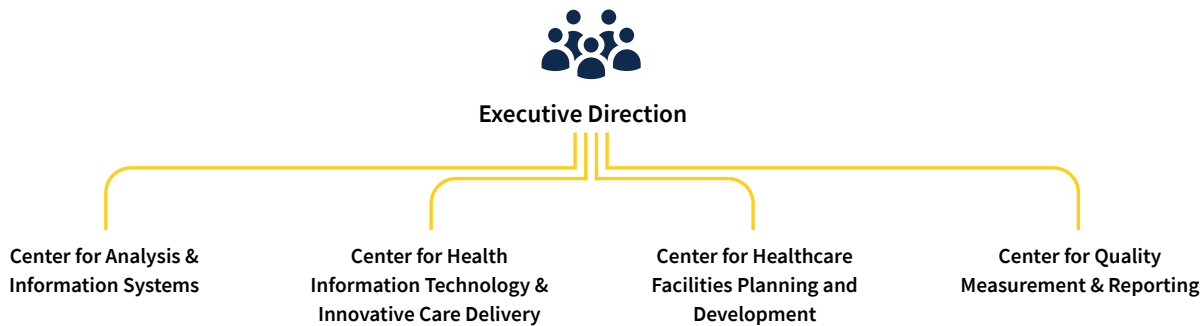 Executive Direction
Center for Analysis &
Information Systems
Center for Health
Information Technology &
Innovative Care Delivery
Center for Healthcare
Facilities Planning and
Development
Center for Quality
Measurement & Reporting